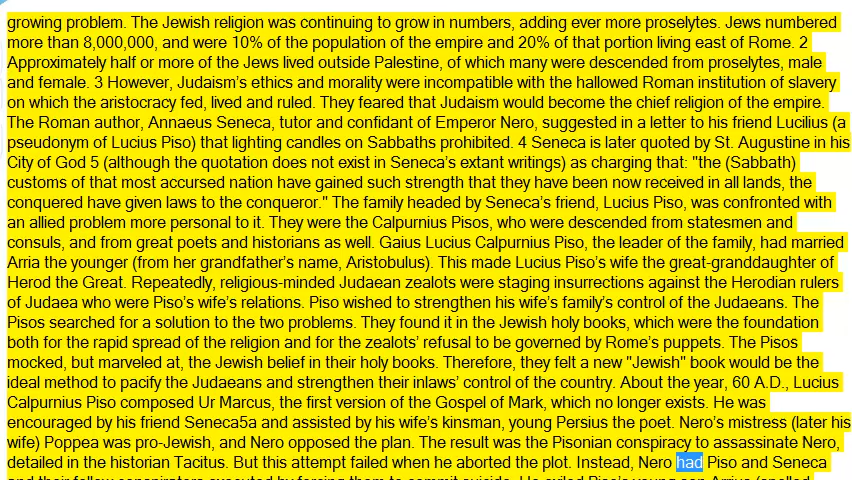 growing problem. The Jewish religion was continuing to grow in numbers, adding ever more proselytes. Jews numbered
more than 8,000,000, and were 10% of the population of the empire and 20% of that portion living east of Rome. 2
Approximately half or more of the Jews lived outside Palestine, of which many were descended from proselytes, male
and female. 3 However, Judaism's ethics and morality were incompatible with the hallowed Roman institution of slavery
on which the aristocracy fed, lived and ruled. They feared that Judaism would become the chief religion of the empire.
The Roman author, Annaeus Seneca, tutor and confidant of Emperor Nero, suggested in a letter to his friend Lucilius (a
pseudonym of Lucius Piso) that lighting candles on Sabbaths prohibited. 4 Seneca is later quoted by St. Augustine in his
City of God 5 (although the quotation does not exist in Seneca's extant writings) as charging that: "the (Sabbath)
customs of that most accursed nation have gained such strength that they have been now received in all lands, the
conquered have given laws to the conqueror." The family headed by Seneca's friend, Lucius Piso, was confronted with
an allied problem more personal to it. They were the Calpurnius Pisos, who were descended from statesmen and
consuls, and from great poets and historians as well. Gaius Lucius Calpurnius Piso, the leader of the family, had married
Arria the younger (from her grandfather's name, Aristobulus). This made Lucius Piso's wife the great-granddaughter of
Herod the Great. Repeatedly, religious-minded Judaean zealots were staging insurrections against the Herodian rulers
of Judaea who were Piso's wife's relations. Piso wished to strengthen his wife's family's control of the Judaeans. The
Pisos searched for a solution to the two problems. They found it in the Jewish holy books, which were the foundation
both for the rapid spread of the religion and for the zealots' refusal to be governed by Rome's puppets. The Pisos
mocked, but marveled at, the Jewish belief in their holy books. Therefore, they felt a new "Jewish" book would be the
ideal method to pacify the Judaeans and strengthen their inlaws' control of the country. About the year, 60 A.D., Lucius
Calpurnius Piso composed Ur Marcus, the first version of the Gospel of Mark, which no longer exists. He was
encouraged by his friend Seneca5a and assisted by his wife's kinsman, young Persius the poet. Nero's mistress (later his
wife) Poppea was pro-Jewish, and Nero opposed the plan. The result was the Pisonian conspiracy to assassinate Nero,
detailed in the historian Tacitus. But this attempt failed when he aborted the plot. Instead, Nero had Piso and Seneca
and their fellow conspirators executed by forcing them to commit suicide. He exiled Piso's young son Arrius (spelled